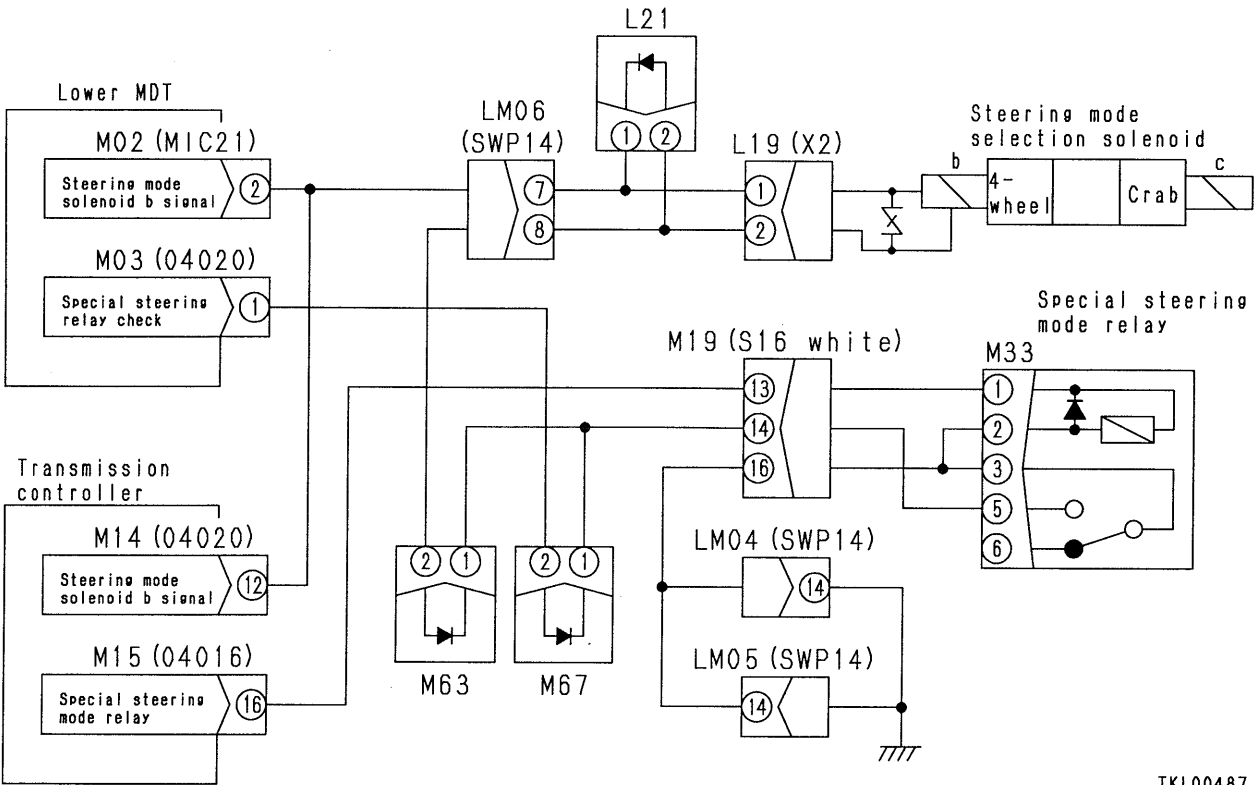 L21
1
2
Lower MDT
M02 (MIC21)
Steering mode
solenoid b signal
2
M03 (04020)
Special steering
relay check
1
LM06
(SWP14)
7
8
L19 (X2)
1
2
Steering mode
selection solenoid
b
4-
wheel
Crab
c
Special steering
mode relay
M19 (S16 white)
13
14
16
M33
1
2
3
5
6
Transmission
controller
M14 (04020)
Steering mode
solenoid b signal
12
M15 (04016)
Special steering
mode relay
16
2
1
M63
2
1
M67
LM04 (SWP14)
14
LM05 (SWP14)
14
TKL00487